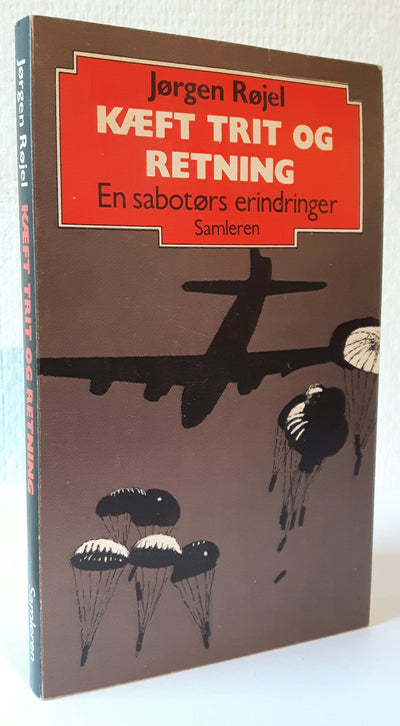 Jørgen Røjel
KÆFT TRIT OG
RETNING
En sabotørs erindringer
Samleren
Jørgen Røjel KÆFT TRIT OG RETNING Samleren